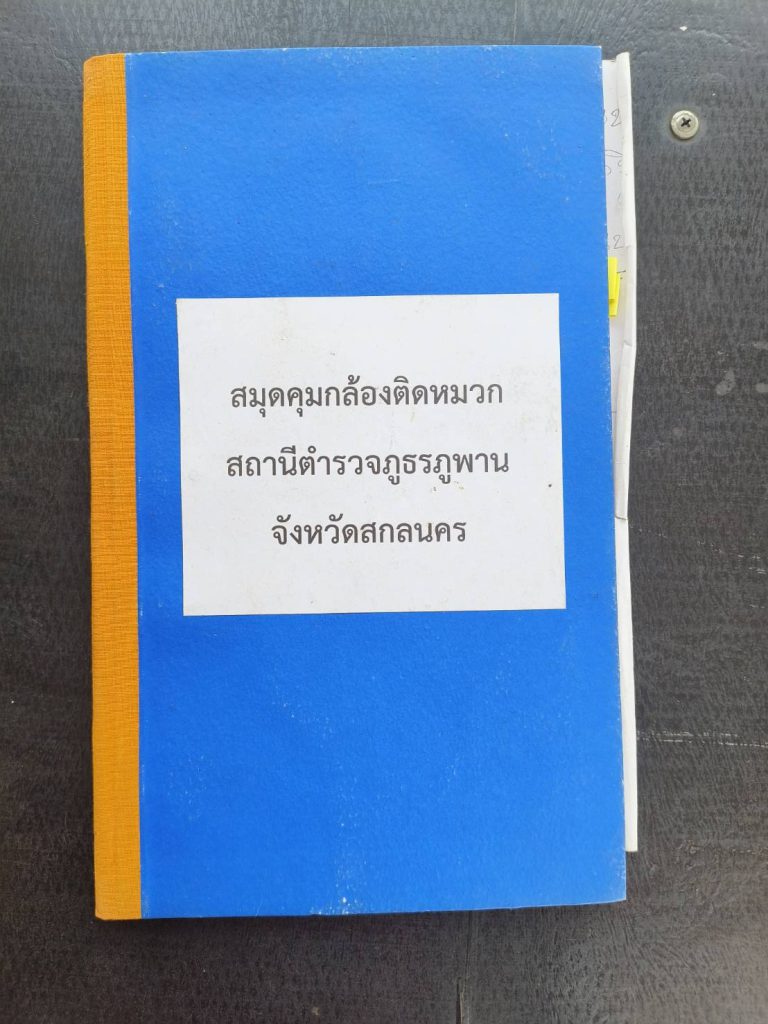 สมุดคุมกล้องติดหมวก
สถานีตำรวจภูธรภูพาน
จังหวัดสกลนคร